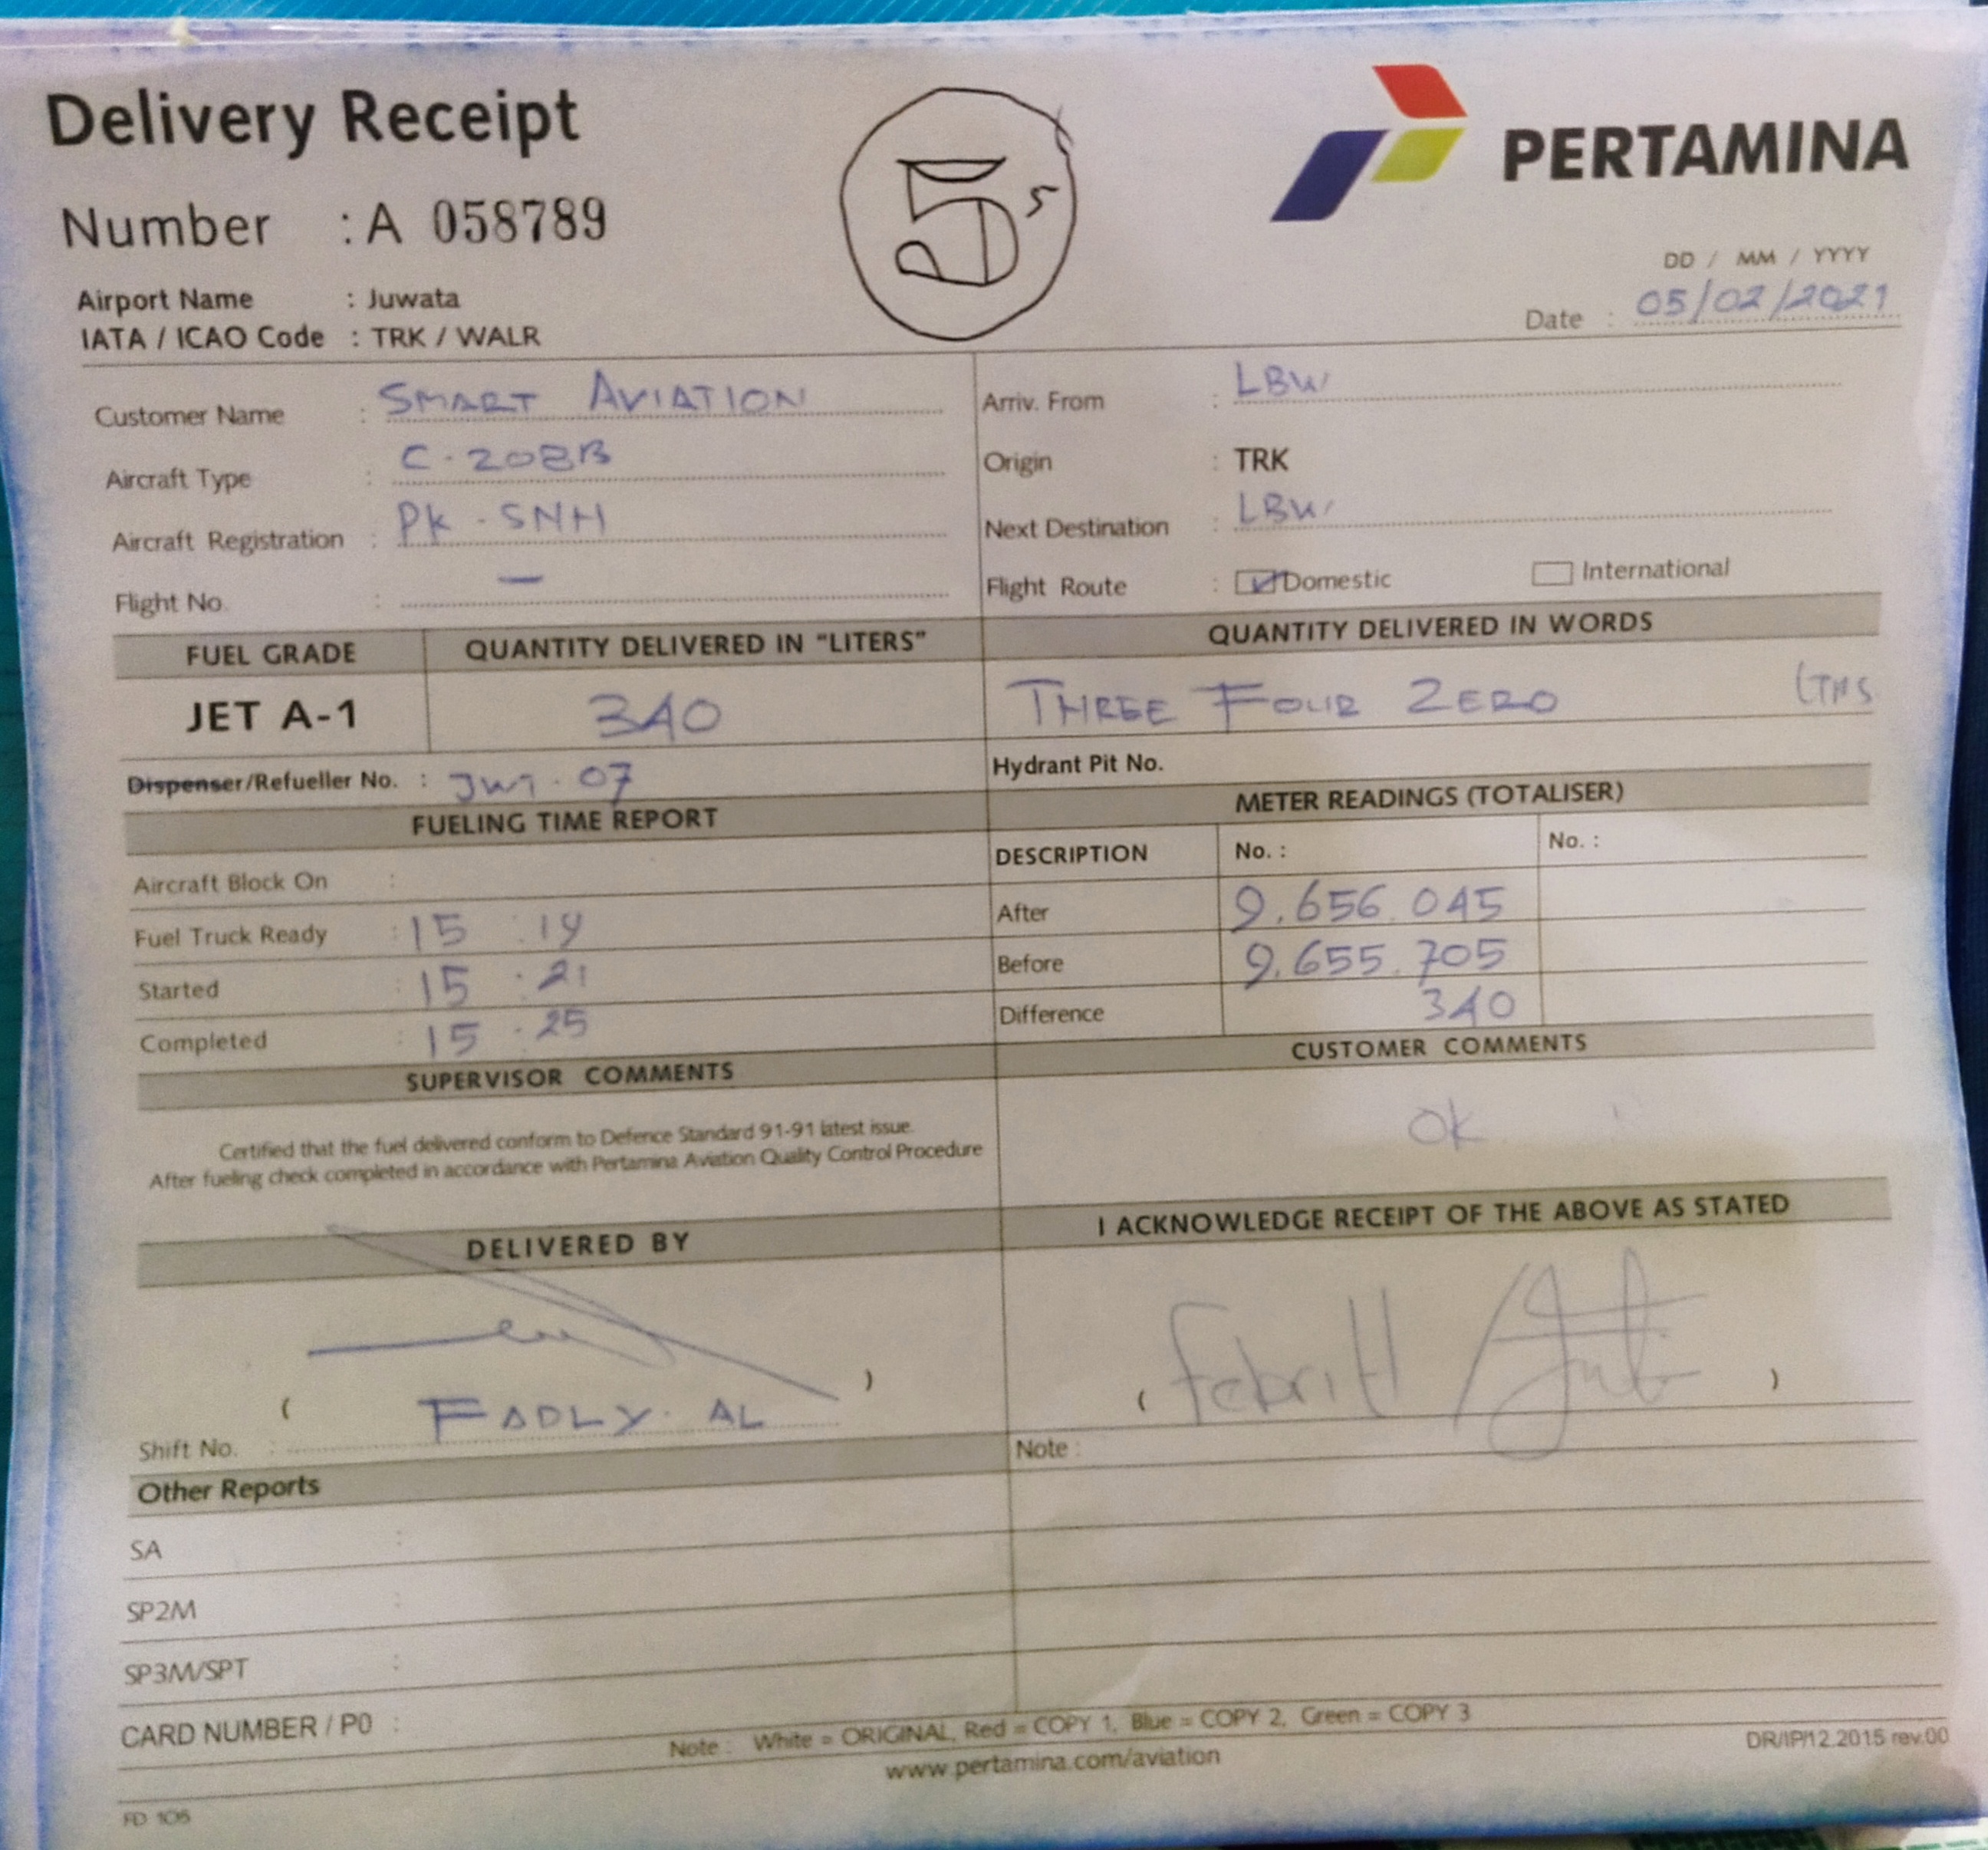 Delivery Receipt
5 5
PERTAMINA
Number : A 058789
DD / MM / YYYY
Date : 05/02/2021
Airport Name : Juwata
IATA / ICAO Code : TRK / WALR
Customer Name : SMART AVIATION
Aircraft Type : C-208B
Aircraft Registration : PK - SNH
Flight No. : —
Arriv. From : LBW
Origin : TRK
Next Destination : LBW
Flight Route : Domestic International
FUEL GRADE QUANTITY DELIVERED IN "LITERS" QUANTITY DELIVERED IN WORDS
JET A-1 340 THREE FOUR ZERO LTRS
Dispenser/Refueller No. : 07
Hydrant Pit No.
FUELING TIME REPORT
Aircraft Block On :
Fuel Truck Ready : 15 : 19
Started : 15 : 21
Completed : 15 : 25
METER READINGS (TOTALISER)
DESCRIPTION No. : No. :
After 9.656.045
Before 9.655.705
Difference 340
SUPERVISOR COMMENTS
Certified that the fuel delivered conform to Defence Standard 91-91 latest issue.
After fueling check completed in accordance with Pertamina Aviation Quality Control Procedure
CUSTOMER COMMENTS
OK
DELIVERED BY
( FADLY. AL )
Shift No. :
I ACKNOWLEDGE RECEIPT OF THE ABOVE AS STATED
( )
Note :
Other Reports
SA :
SP2M :
SP3M/SPT :
CARD NUMBER / P0 :
Note : White = ORIGINAL, Red = COPY 1, Blue = COPY 2, Green = COPY 3
www.pertamina.com/aviation
DR/IP/12.2015 rev.00
FD 106